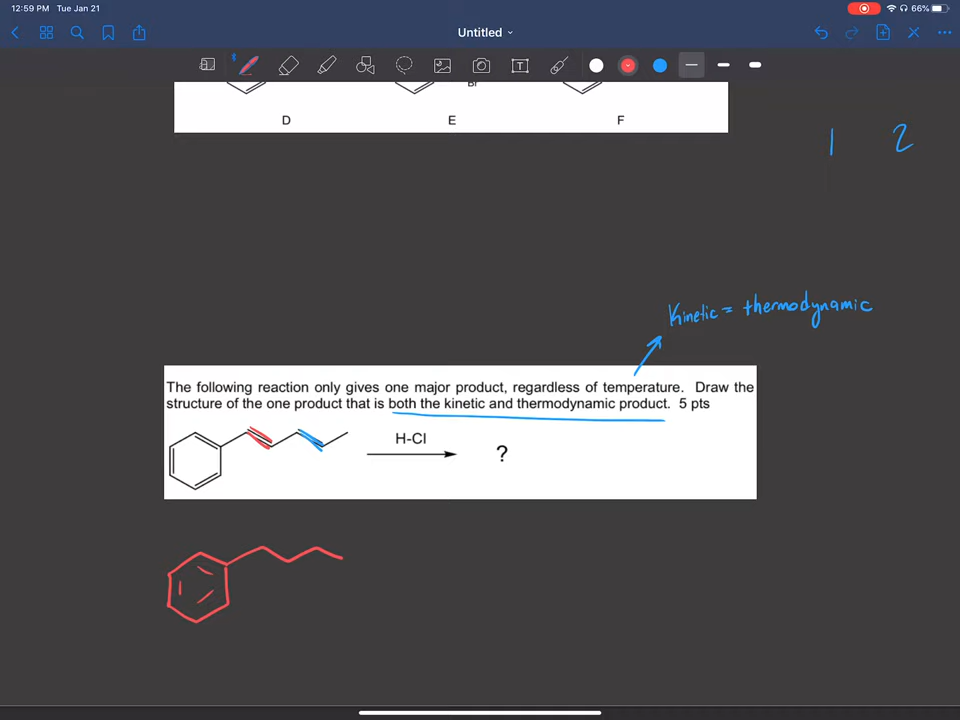 12:59 PM Tue Jan 21
66%
Untitled
T
Br
D E F
1 2
Kinetic = thermodynamic
The following reaction only gives one major product, regardless of temperature. Draw the
structure of the one product that is both the kinetic and thermodynamic product. 5 pts
H-Cl
?